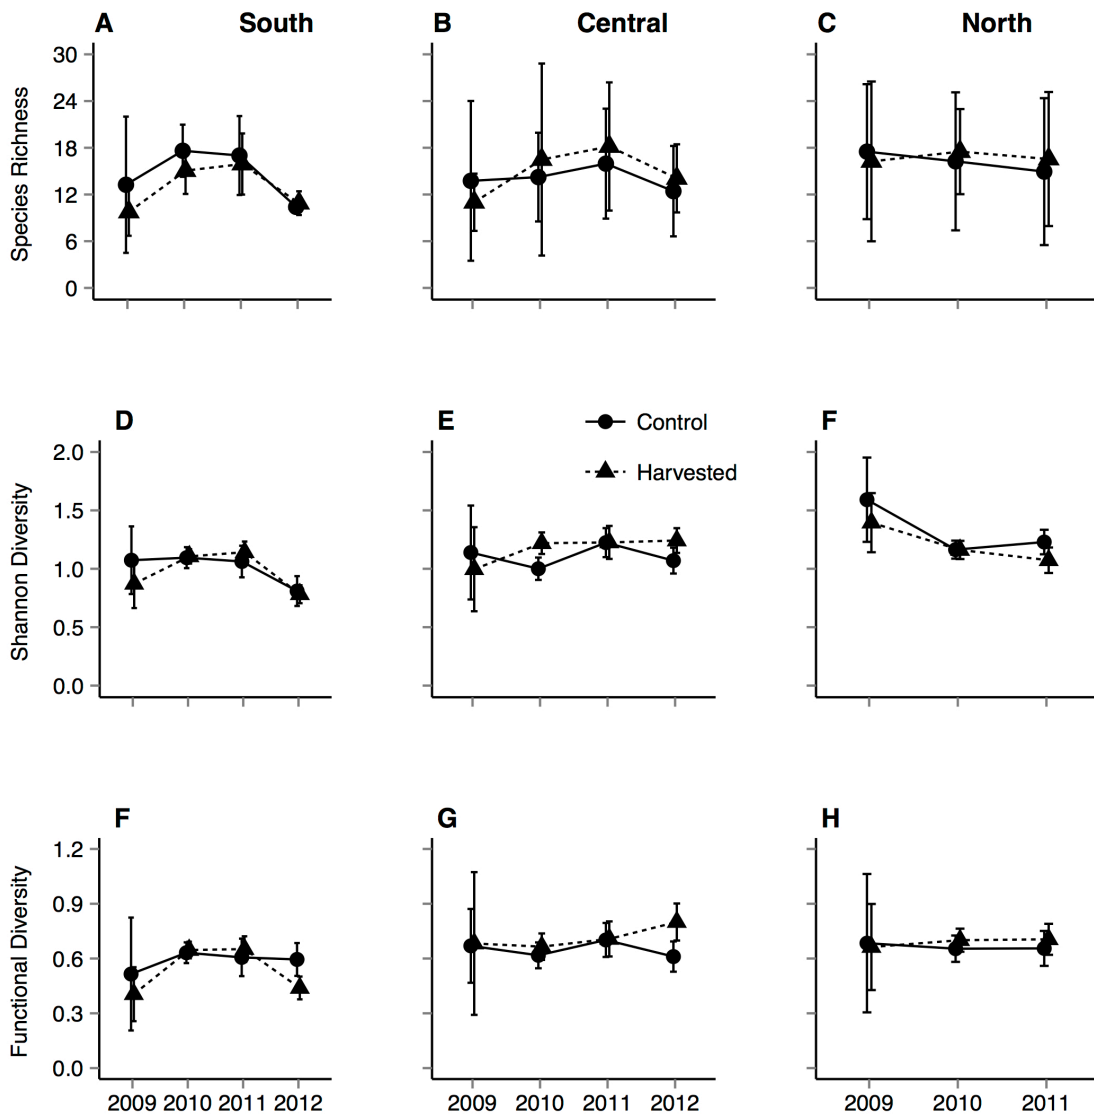 A South B Central C North
Species Richness
30
24
18
12
6
0
D E F
Control
Harvested
Shannon Diversity
2.0
1.5
1.0
0.5
0.0
F G H
Functional Diversity
1.2
0.9
0.6
0.3
0.0
2009 2010 2011 2012 2009 2010 2011 2012 2009 2010 2011